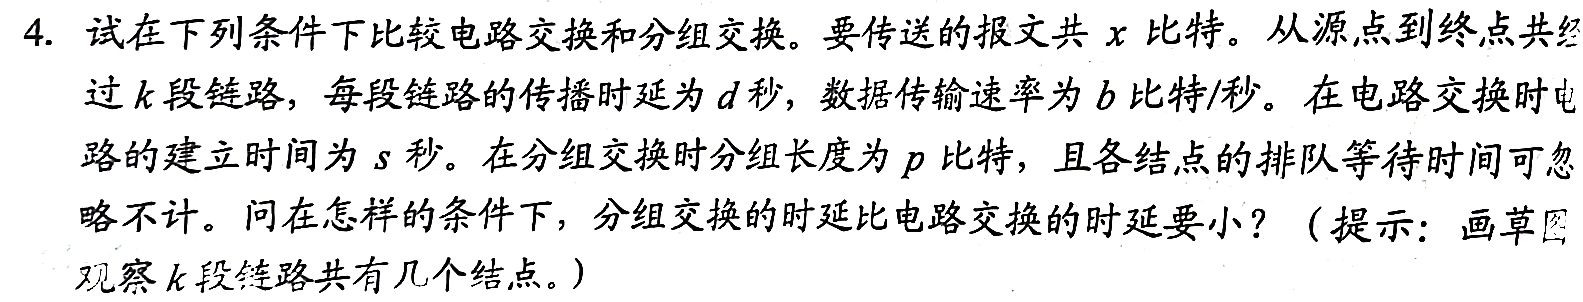 4. 试在下列条件下比较电路交换和分组交换。要传送的报文共 x 比特。从源点到终点共经
过 k 段链路，每段链路的传播时延为 d 秒，数据传输速率为 b 比特/秒。在电路交换时电
路的建立时间为 s 秒。在分组交换时分组长度为 p 比特，且各结点的排队等待时间可忽
略不计。问在怎样的条件下，分组交换的时延比电路交换的时延要小？（提示：画草图
观察 k 段链路共有几个结点。）